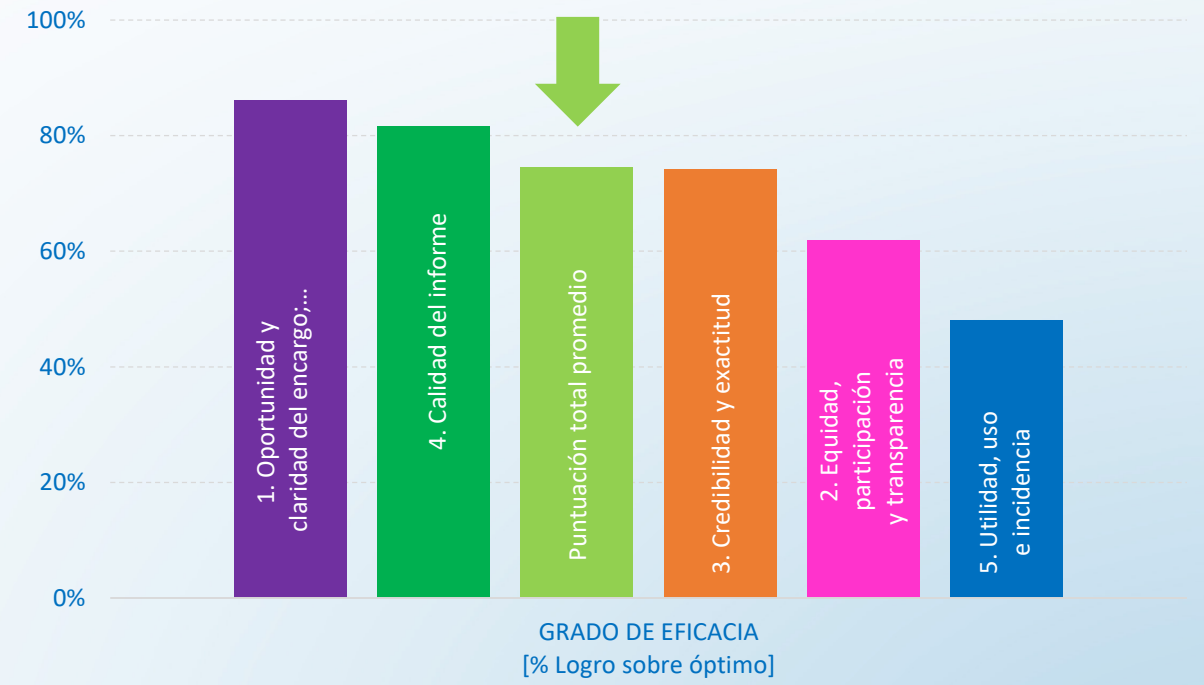 100%
80%
60%
40%
20%
0%
1. Oportunidad y
claridad del encargo;...
4. Calidad del informe
Puntuación total promedio
3. Credibilidad y exactitud
2. Equidad,
participación
y transparencia
5. Utilidad, uso
e incidencia
GRADO DE EFICACIA
[% Logro sobre óptimo]